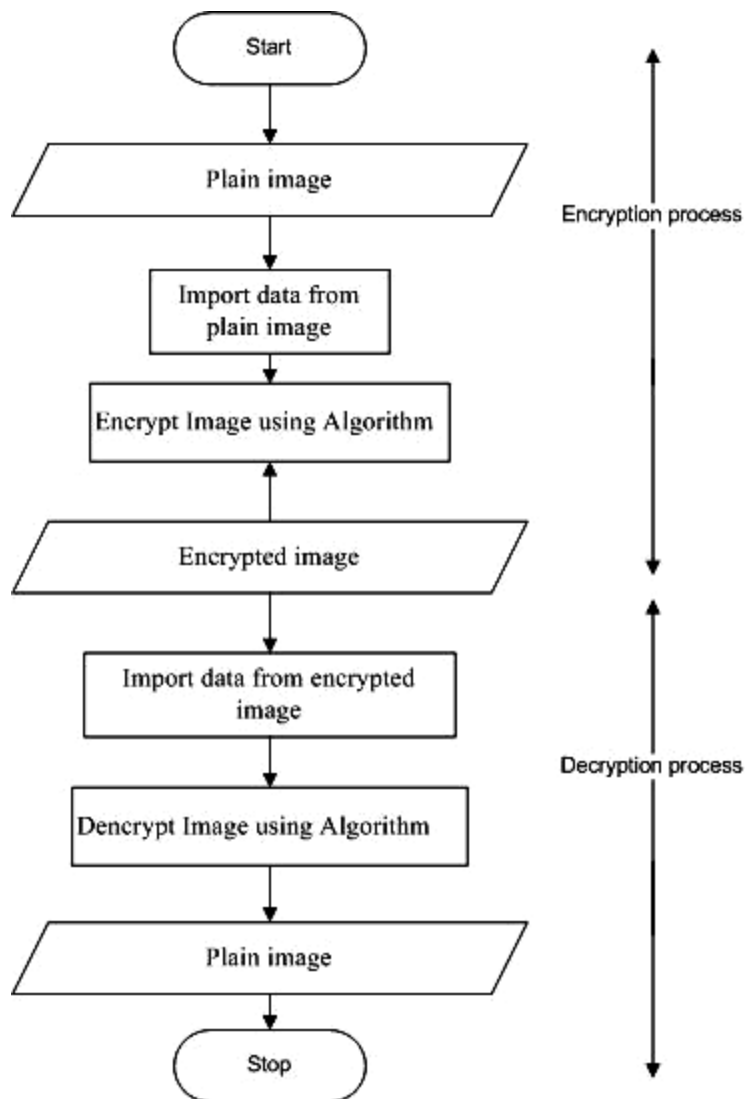 Start
Plain image
Encryption process
Import data from
plain image
Encrypt Image using Algorithm
Encrypted image
Import data from encrypted
image
Decryption process
Dencrypt Image using Algorithm
Plain image
Stop